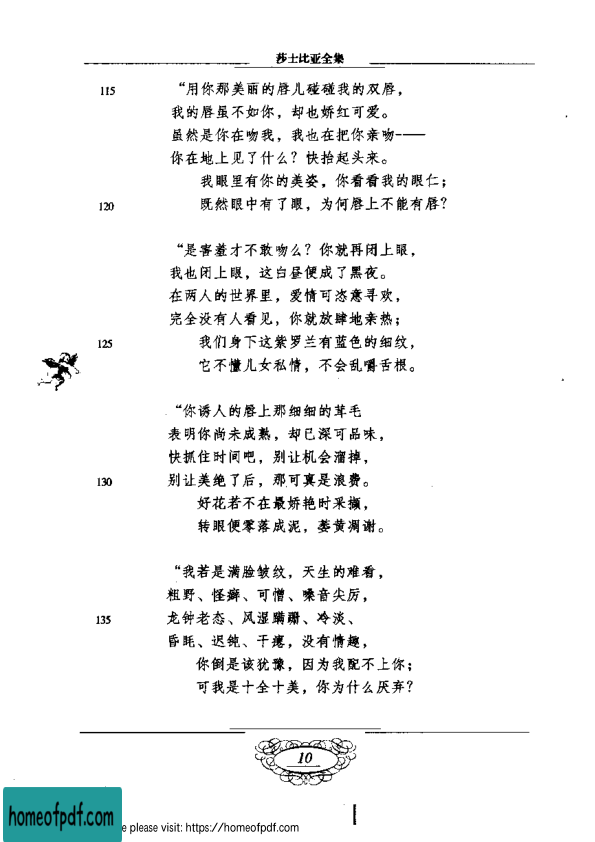 莎士比亚全集
115 “用你那美丽的唇儿碰碰我的双唇，
我的唇虽不如你，却也娇红可爱。
虽然是你在吻我，我也在把你亲吻——
你在地上见了什么？快抬起头来。
我眼里有你的美姿，你看看我的眼仁；
120 既然眼中有了眼，为何唇上不能有唇？
“是害羞才不敢吻么？你就再闭上眼，
我也闭上眼，这白昼便成了黑夜。
在两人的世界里，爱情可恣意寻欢，
完全没有人看见，你就放肆地亲热；
125 我们身下这紫罗兰有蓝色的细纹，
它不懂儿女私情，不会乱嚼舌根。
“你诱人的唇上那细细的茸毛
表明你尚未成熟，却已深可品味，
快抓住时间吧，别让机会溜掉，
130 别让美绝了后，那可真是浪费。
好花若不在最娇艳时采撷，
转眼便零落成泥，萎黄凋谢。
“我若是满脸皱纹，天生的难看，
粗野、怪癖、可憎、嗓音尖厉，
135 龙钟老态、风湿蹒跚、冷淡、
昏眊、迟钝、干瘪，没有情趣，
你倒是该犹豫，因为我配不上你；
可我是十全十美，你为什么厌弃？
10
homeofpdf.com
e please visit: https://homeofpdf.com